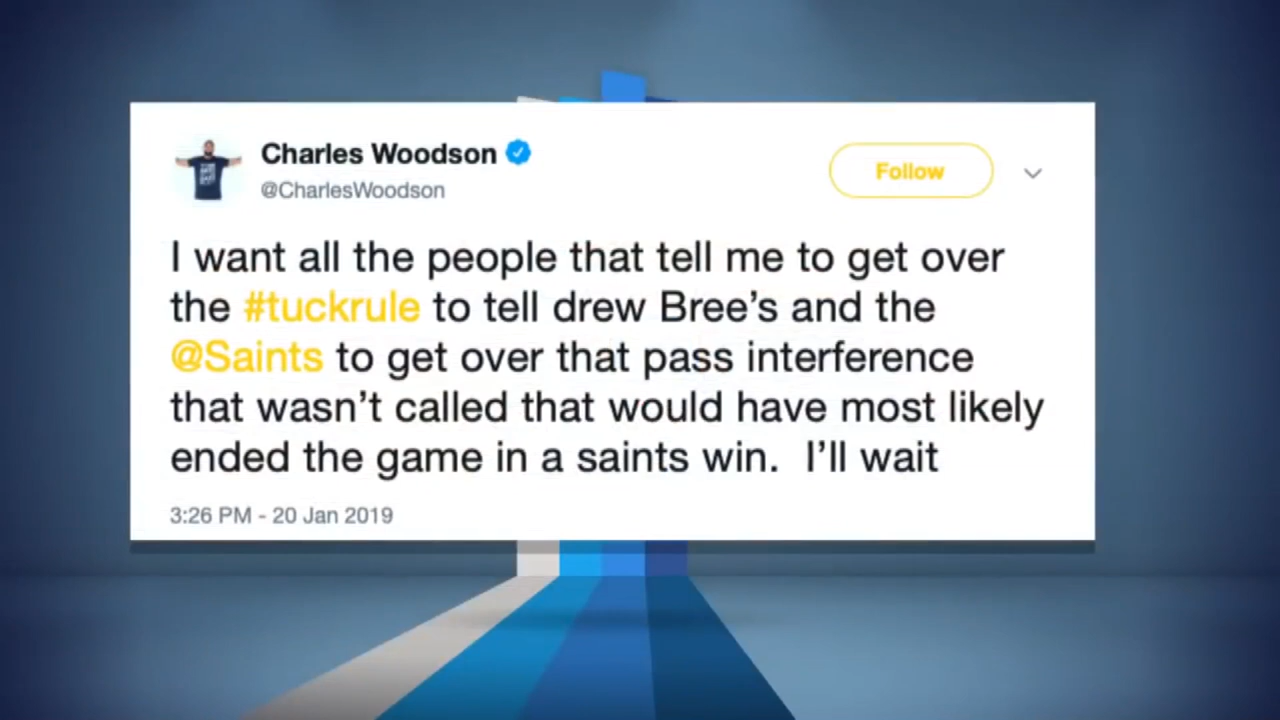 Charles Woodson
@CharlesWoodson
Follow
I want all the people that tell me to get over
the #tuckrule to tell drew Bree's and the
@Saints to get over that pass interference
that wasn't called that would have most likely
ended the game in a saints win.  I'll wait
3:26 PM - 20 Jan 2019